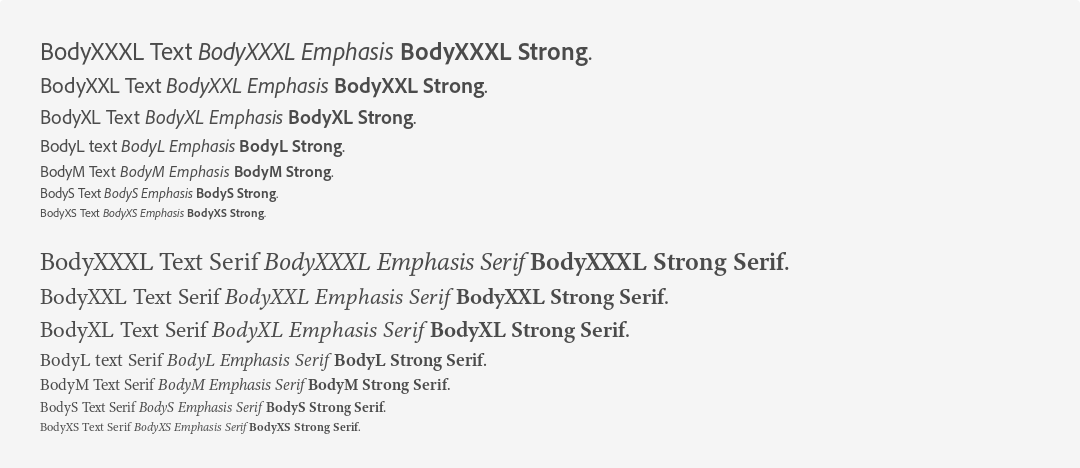 BodyXXXL Text BodyXXXL Emphasis BodyXXXL Strong.
BodyXXL Text BodyXXL Emphasis BodyXXL Strong.
BodyXL Text BodyXL Emphasis BodyXL Strong.
BodyL text BodyL Emphasis BodyL Strong.
BodyM Text BodyM Emphasis BodyM Strong.
BodyS Text BodyS Emphasis BodyS Strong.
BodyXS Text BodyXS Emphasis BodyXS Strong.
BodyXXXL Text Serif BodyXXXL Emphasis Serif BodyXXXL Strong Serif.
BodyXXL Text Serif BodyXXL Emphasis Serif BodyXXL Strong Serif.
BodyXL Text Serif BodyXL Emphasis Serif BodyXL Strong Serif.
BodyL text Serif BodyL Emphasis Serif BodyL Strong Serif.
BodyM Text Serif BodyM Emphasis Serif BodyM Strong Serif.
BodyS Text Serif BodyS Emphasis Serif BodyS Strong Serif.
BodyXS Text Serif BodyXS Emphasis Serif BodyXS Strong Serif.